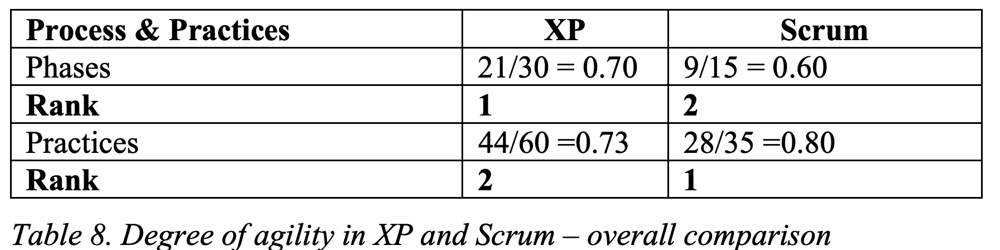 Process & Practices XP Scrum
Phases 21/30 = 0.70 9/15 = 0.60
Rank 1 2
Practices 44/60 =0.73 28/35 =0.80
Rank 2 1
Table 8. Degree of agility in XP and Scrum – overall comparison